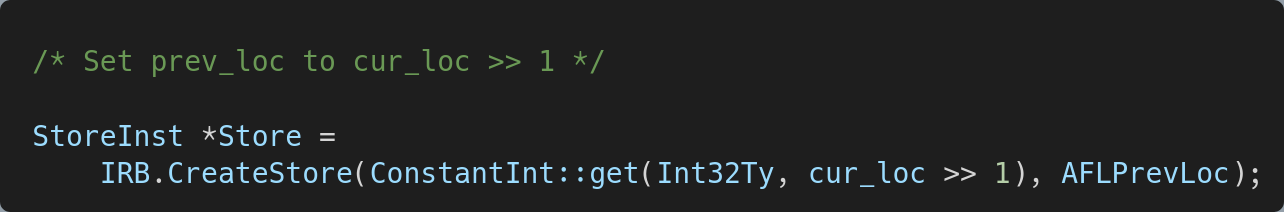 /* Set prev_loc to cur_loc >> 1 */
StoreInst *Store =
IRB.CreateStore(ConstantInt::get(Int32Ty, cur_loc >> 1), AFLPrevLoc);